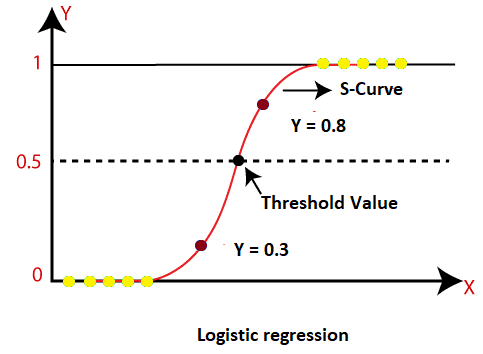 Y
1
S-Curve
Y = 0.8
0.5
Threshold Value
Y = 0.3
0
X
Logistic regression